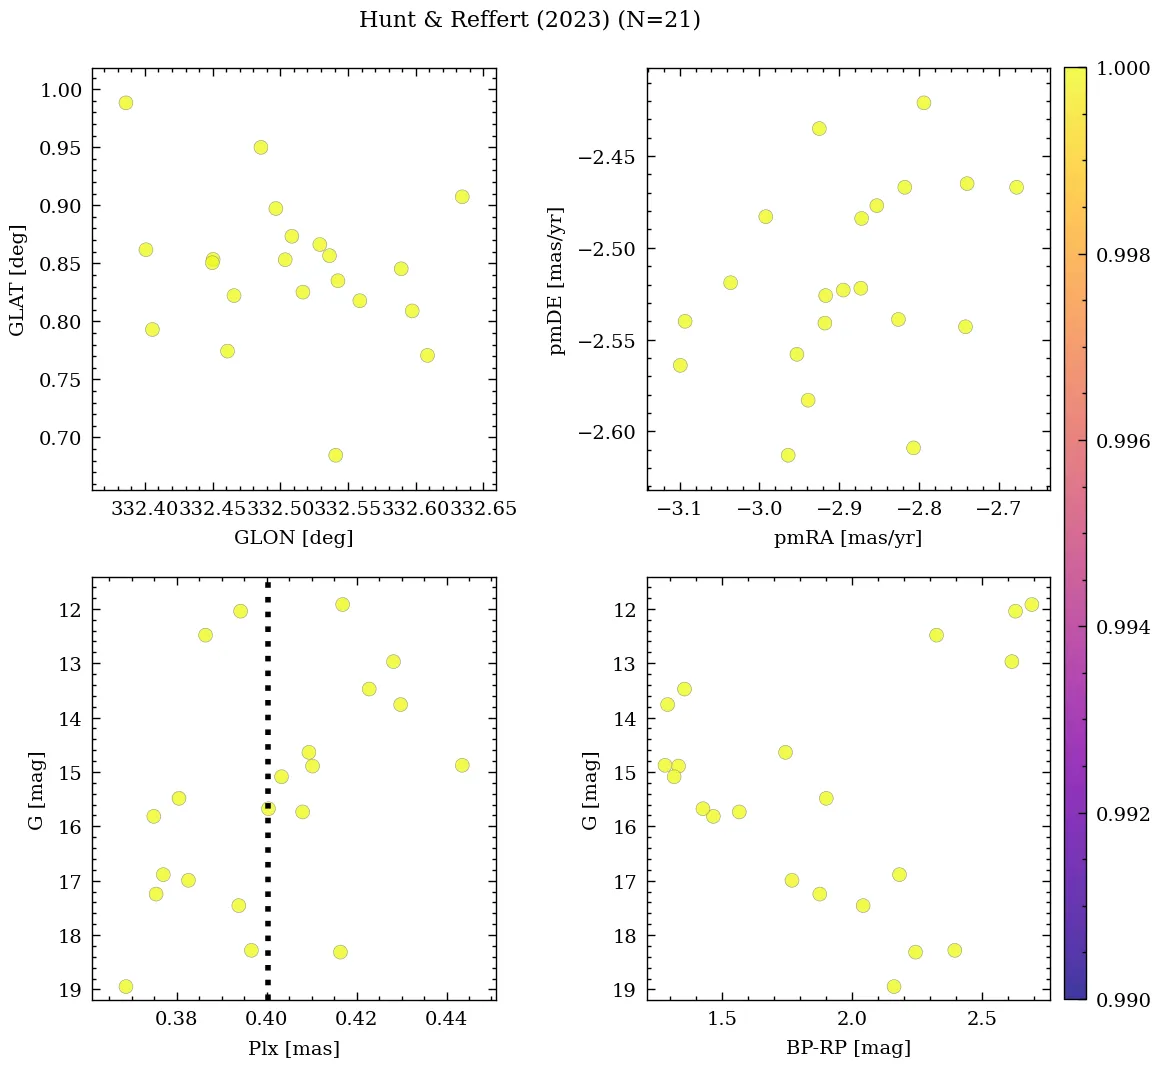 Hunt & Reffert (2023) (N=21)
1.00
0.95
0.90
0.85
0.80
0.75
0.70
GLAT [deg]
332.40 332.45 332.50 332.55 332.60 332.65
GLON [deg]
−2.45
−2.50
−2.55
−2.60
pmDE [mas/yr]
−3.1 −3.0 −2.9 −2.8 −2.7
pmRA [mas/yr]
1.000
0.998
0.996
0.994
0.992
0.990
12
13
14
15
16
17
18
19
G [mag]
0.38 0.40 0.42 0.44
Plx [mas]
12
13
14
15
16
17
18
19
G [mag]
1.5 2.0 2.5
BP-RP [mag]